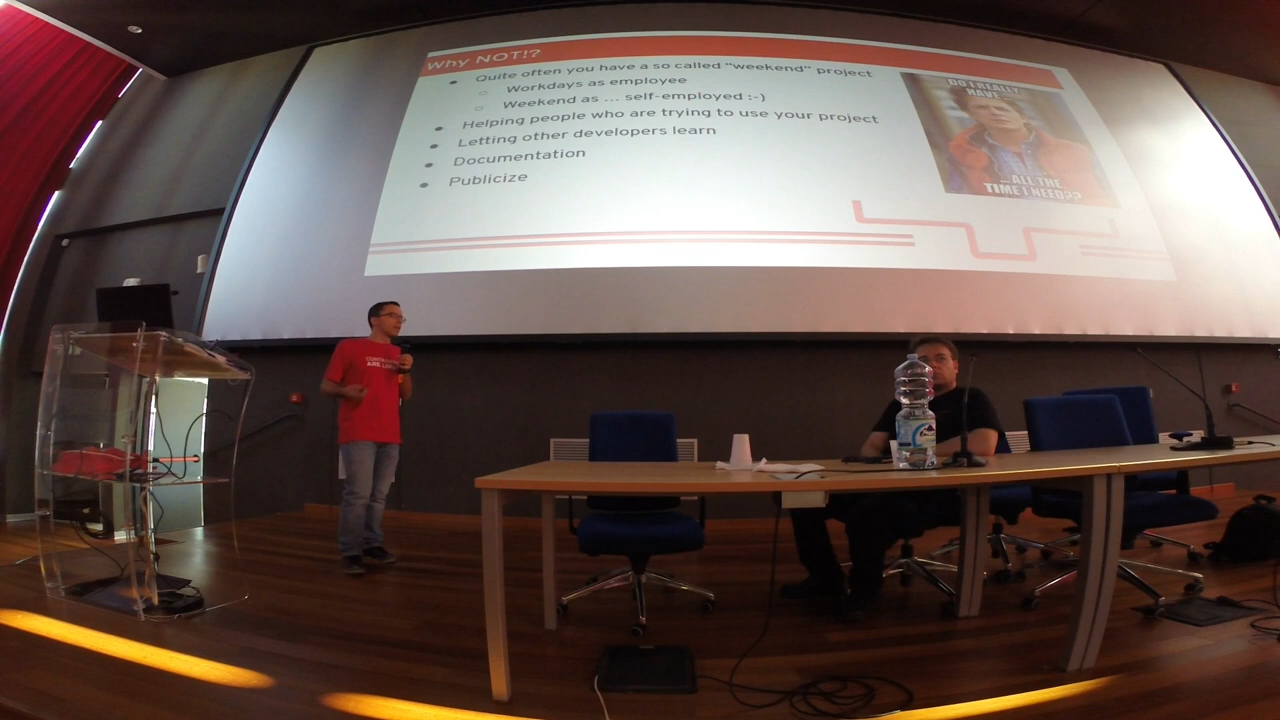 Why NOT!?
Quite often you have a so called "weekend" project
Workdays as employee
Weekend as ... self-employed :-)
Helping people who are trying to use your project
Letting other developers learn
Documentation
Publicize
DO I REALLY
HAVE...
...ALL THE
TIME I NEED??
ARE